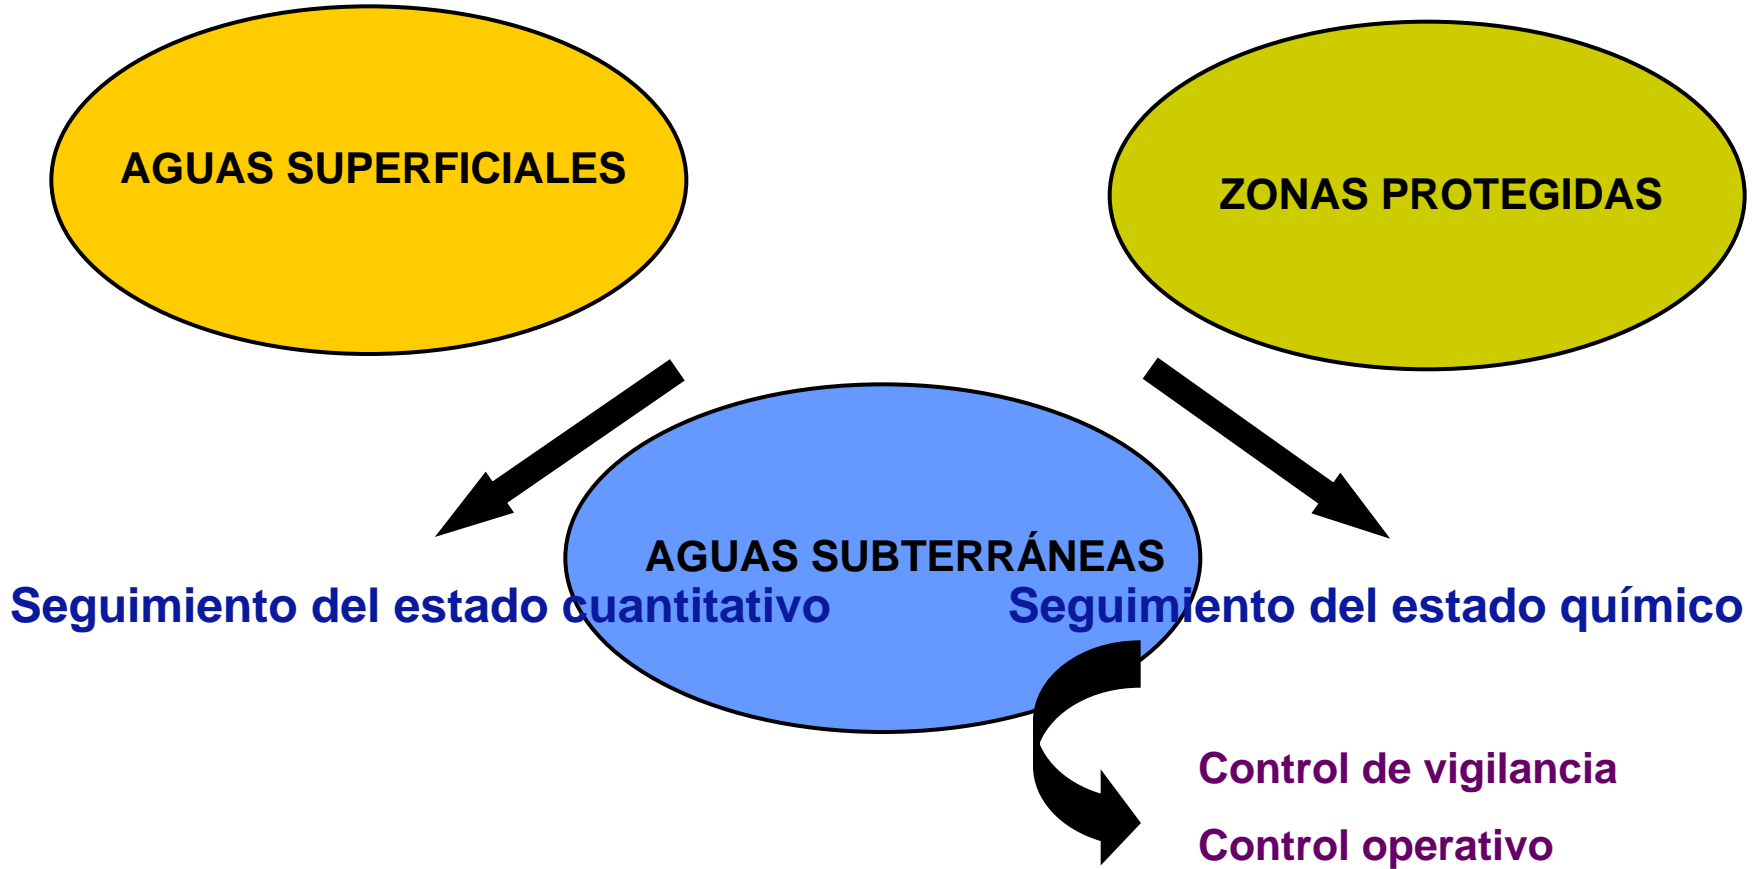 AGUAS SUPERFICIALES
ZONAS PROTEGIDAS
AGUAS SUBTERRÁNEAS
Seguimiento del estado cuantitativo
Seguimiento del estado químico
Control de vigilancia
Control operativo